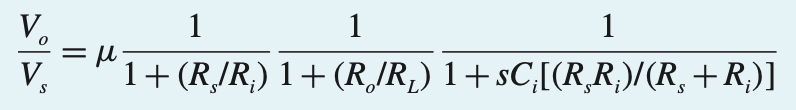 V_o/V_s = μ 1/(1 + (R_s/R_i)) 1/(1 + (R_o/R_L)) 1/(1 + sC_i[(R_sR_i)/(R_s + R_i)])